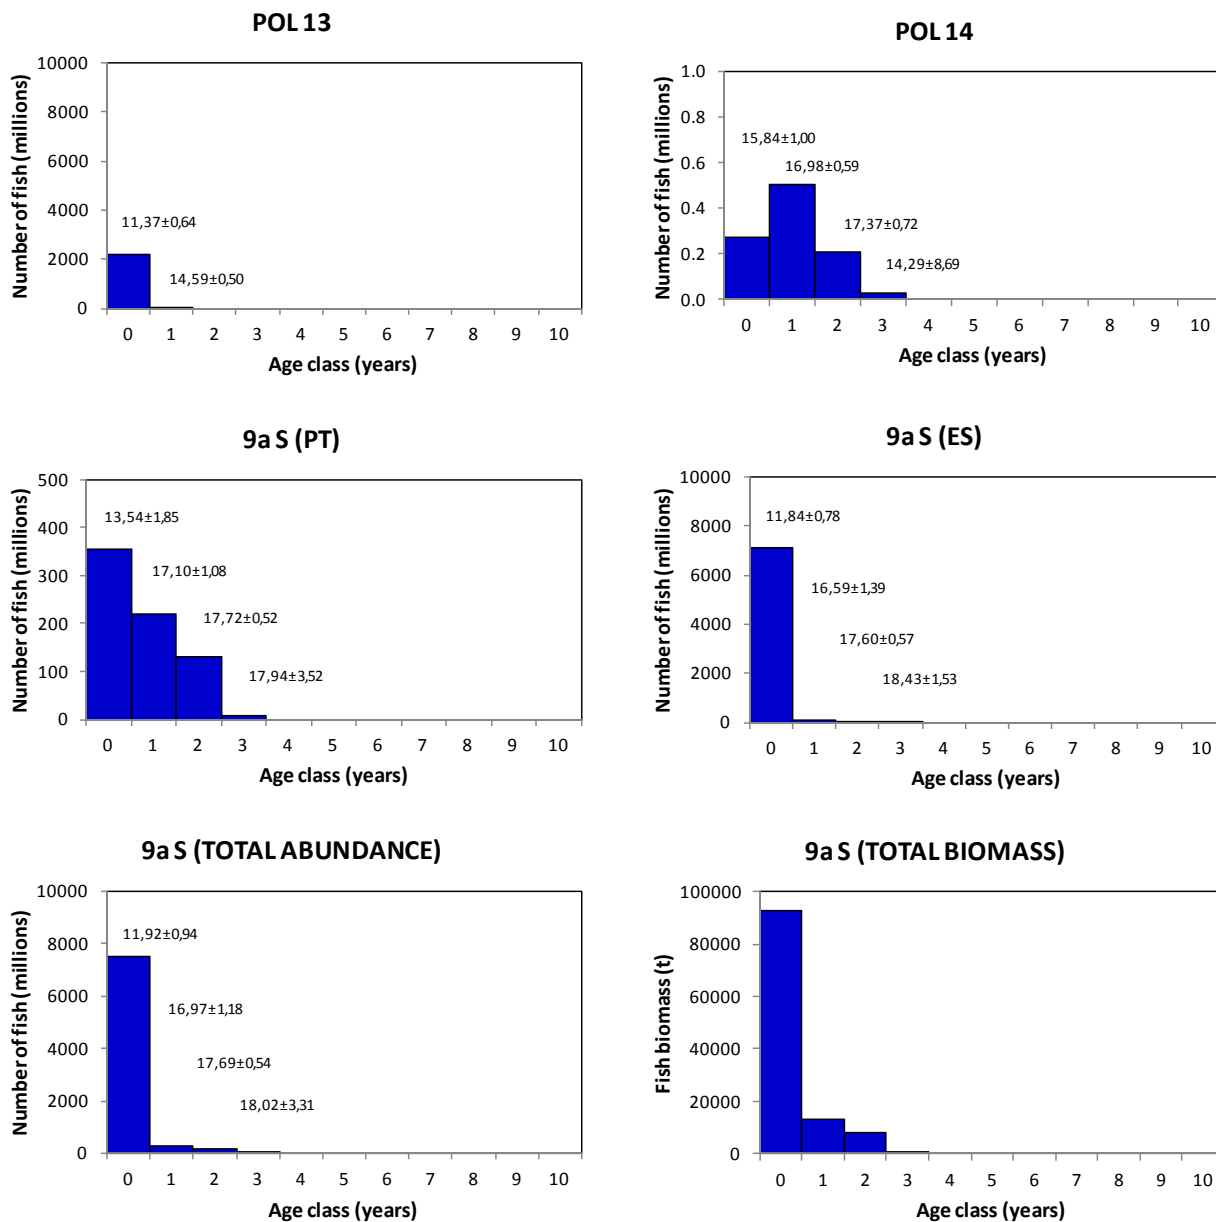 POL 13
Number of fish (millions)
10000
8000
6000
4000
2000
0
11,37±0,64
14,59±0,50
0 1 2 3 4 5 6 7 8 9 10
Age class (years)
POL 14
Number of fish (millions)
1.0
0.8
0.6
0.4
0.2
0.0
15,84±1,00
16,98±0,59
17,37±0,72
14,29±8,69
0 1 2 3 4 5 6 7 8 9 10
Age class (years)
9a S (PT)
Number of fish (millions)
500
400
300
200
100
0
13,54±1,85
17,10±1,08
17,72±0,52
17,94±3,52
0 1 2 3 4 5 6 7 8 9 10
Age class (years)
9a S (ES)
Number of fish (millions)
10000
8000
6000
4000
2000
0
11,84±0,78
16,59±1,39
17,60±0,57
18,43±1,53
0 1 2 3 4 5 6 7 8 9 10
Age class (years)
9a S (TOTAL ABUNDANCE)
Number of fish (millions)
10000
8000
6000
4000
2000
0
11,92±0,94
16,97±1,18
17,69±0,54
18,02±3,31
0 1 2 3 4 5 6 7 8 9 10
Age class (years)
9a S (TOTAL BIOMASS)
Fish biomass (t)
100000
80000
60000
40000
20000
0
0 1 2 3 4 5 6 7 8 9 10
Age class (years)